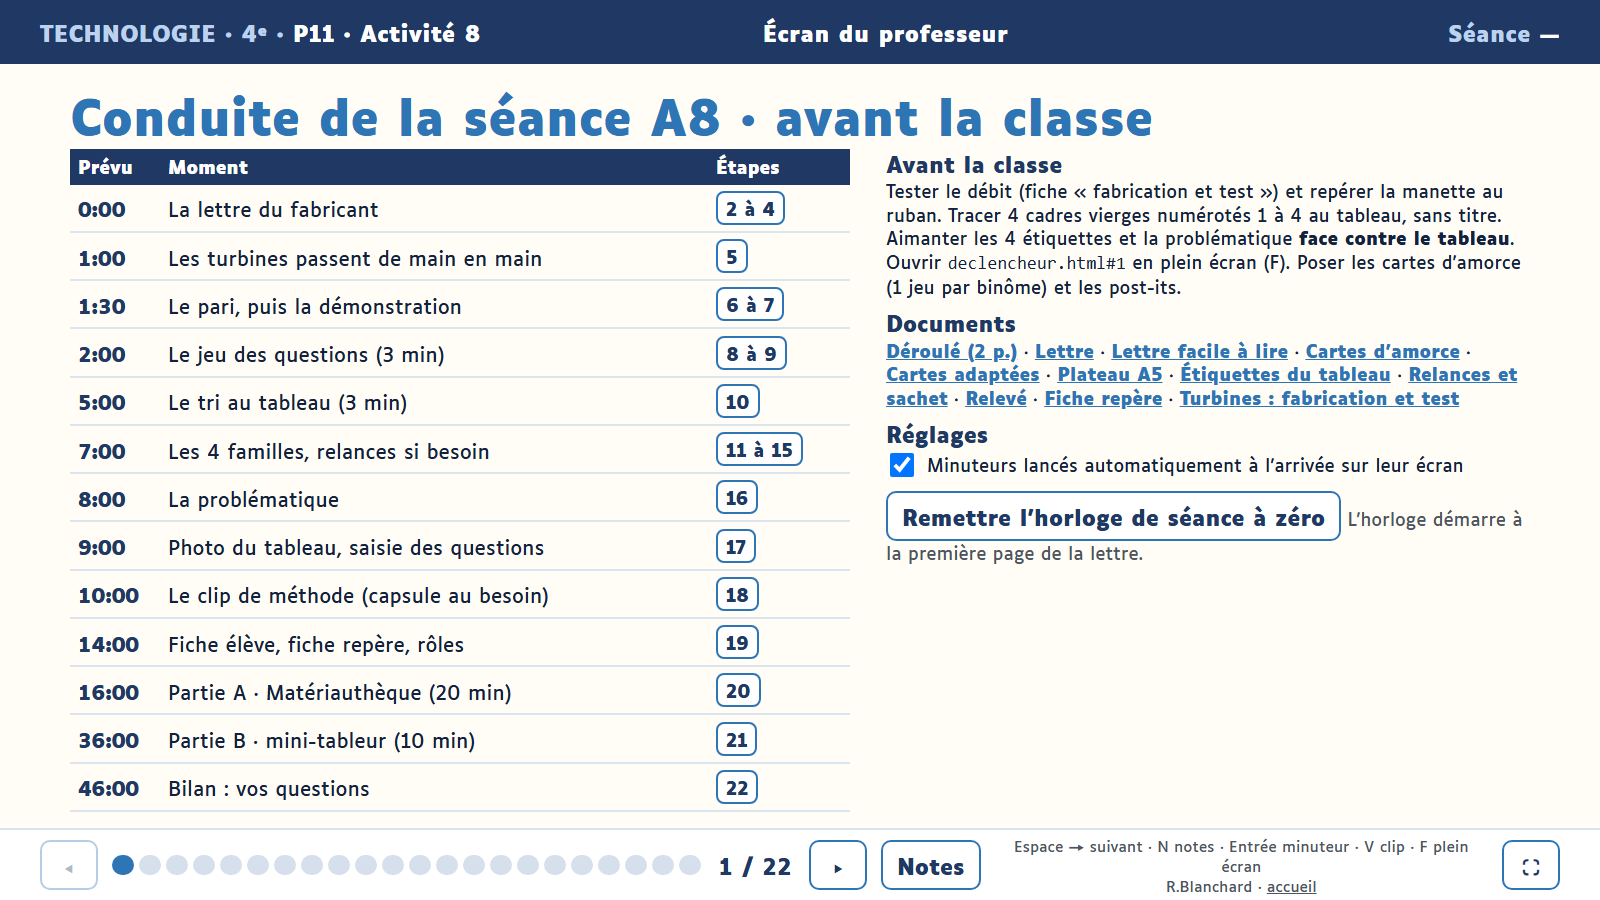 TECHNOLOGIE · 4ᵉ · P11 · Activité 8
Écran du professeur
Séance —
Conduite de la séance A8 · avant la classe
Prévu Moment Étapes
0:00 La lettre du fabricant 2 à 4
1:00 Les turbines passent de main en main 5
1:30 Le pari, puis la démonstration 6 à 7
2:00 Le jeu des questions (3 min) 8 à 9
5:00 Le tri au tableau (3 min) 10
7:00 Les 4 familles, relances si besoin 11 à 15
8:00 La problématique 16
9:00 Photo du tableau, saisie des questions 17
10:00 Le clip de méthode (capsule au besoin) 18
14:00 Fiche élève, fiche repère, rôles 19
16:00 Partie A · Matériauthèque (20 min) 20
36:00 Partie B · mini-tableur (10 min) 21
46:00 Bilan : vos questions 22
Avant la classe
Tester le débit (fiche « fabrication et test ») et repérer la manette au
ruban. Tracer 4 cadres vierges numérotés 1 à 4 au tableau, sans titre.
Aimanter les 4 étiquettes et la problématique face contre le tableau.
Ouvrir declencheur.html#1 en plein écran (F). Poser les cartes d’amorce
(1 jeu par binôme) et les post-its.
Documents
Déroulé (2 p.) · Lettre · Lettre facile à lire · Cartes d’amorce ·
Cartes adaptées · Plateau A5 · Étiquettes du tableau · Relances et
sachet · Relevé · Fiche repère · Turbines : fabrication et test
Réglages
Minuteurs lancés automatiquement à l’arrivée sur leur écran
Remettre l’horloge de séance à zéro L’horloge démarre à
la première page de la lettre.
1 / 22
Notes
Espace → suivant · N notes · Entrée minuteur · V clip · F plein
écran
R.Blanchard · accueil